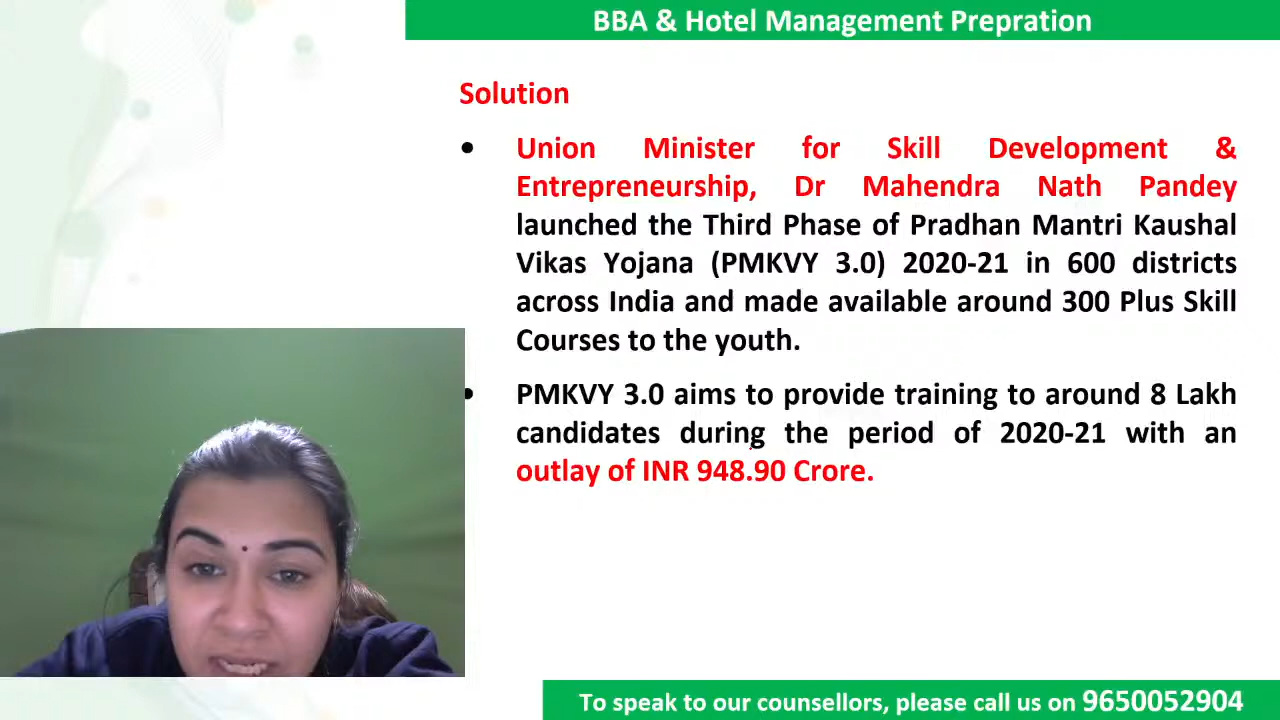 BBA & Hotel Management Prepration
Solution
• Union Minister for Skill Development &
Entrepreneurship, Dr Mahendra Nath Pandey
launched the Third Phase of Pradhan Mantri Kaushal
Vikas Yojana (PMKVY 3.0) 2020-21 in 600 districts
across India and made available around 300 Plus Skill
Courses to the youth.
• PMKVY 3.0 aims to provide training to around 8 Lakh
candidates during the period of 2020-21 with an
outlay of INR 948.90 Crore.
To speak to our counsellors, please call us on 9650052904